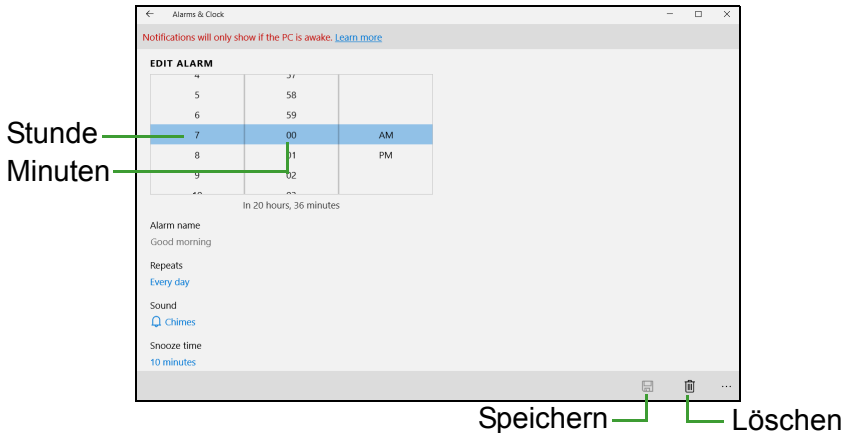 Alarms & Clock
Notifications will only show if the PC is awake. Learn more
EDIT ALARM
5 58
6 59
Stunde
7 00 AM
8 01 PM
Minuten
9 02
In 20 hours, 36 minutes
Alarm name
Good morning
Repeats
Every day
Sound
Chimes
Snooze time
10 minutes
...
Speichern
Löschen